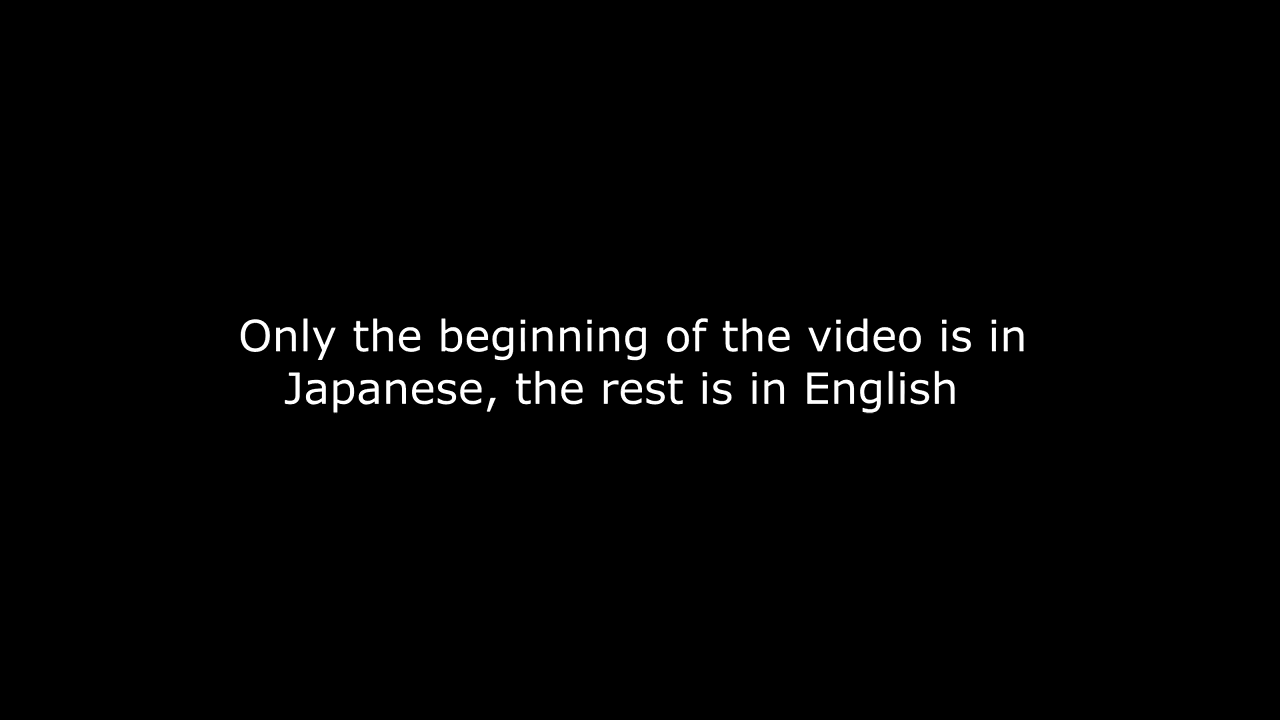 Only the beginning of the video is in
Japanese, the rest is in English